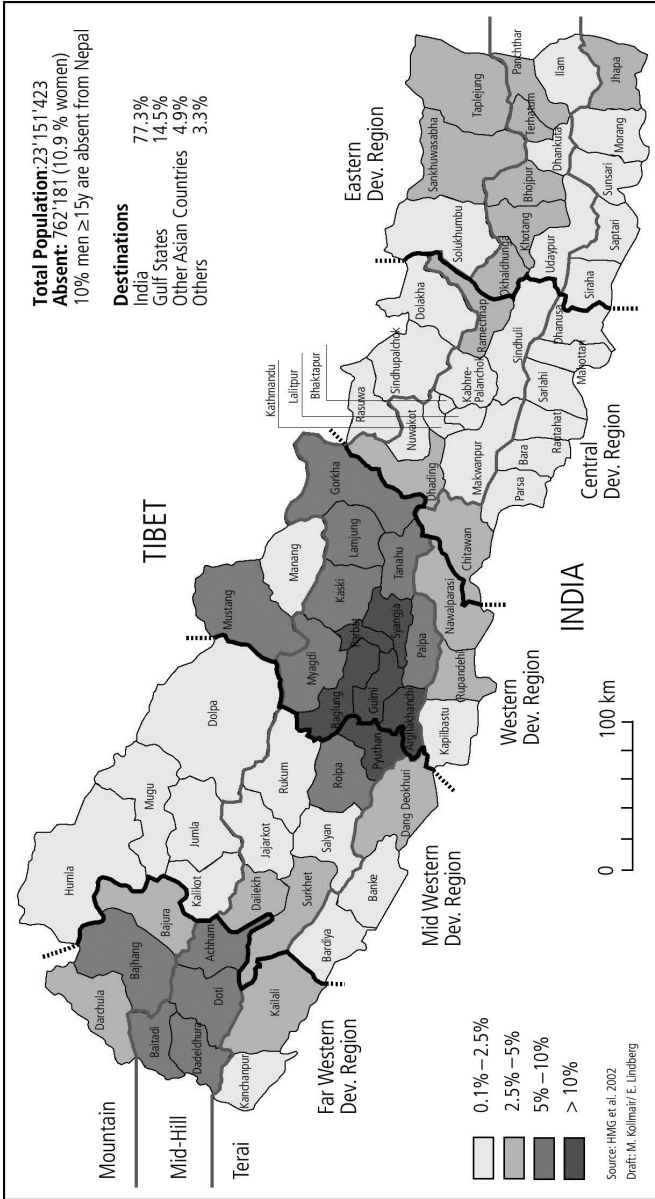 Total Population:23'151'423
Absent: 762'181 (10.9 % women)
10% men ≥15y are absent from Nepal
Destinations
India 77.3%
Gulf States 14.5%
Other Asian Countries 4.9%
Others 3.3%
TIBET
INDIA
Mountain
Mid-Hill
Terai
Far Western
Dev. Region
Mid Western
Dev. Region
Western
Dev. Region
Central
Dev. Region
Eastern
Dev. Region
Darchula
Baitadi
Dadeldhura
Kanchanpur
Bajhang
Bajura
Doti
Achham
Kailali
Humla
Mugu
Jumla
Kalikot
Dolpa
Dailekh
Jajarkot
Rukum
Surkhet
Salyan
Rolpa
Pyuthan
Bardiya
Banke
Dang Deokhuri
Mustang
Manang
Myagdi
Baglung
Parbat
Gulmi
Arghakhanchi
Kaski
Syangja
Palpa
Lamjung
Tanahu
Gorkha
Kapilbastu
Rupandehi
Nawalparasi
Kathmandu
Lalitpur
Bhaktapur
Rasuwa
Nuwakot
Dhading
Sindhupalchok
Dolakha
Kabhre-
Palanchok
Ramechhap
Sindhuli
Makwanpur
Chitawan
Parsa
Bara
Rautahat
Sarlahi
Mahottari
Dhanusa
Solukhumbu
Okhaldhunga
Khotang
Udaypur
Siraha
Saptari
Sankhuwasabha
Bhojpur
Dhankuta
Terhatum
Taplejung
Panchthar
Ilam
Sunsari
Morang
Jhapa
0 100 km
0.1%–2.5%
2.5%–5%
5%–10%
> 10%
Source: HMG et al. 2002
Draft: M. Kollmair/ E. Lindberg